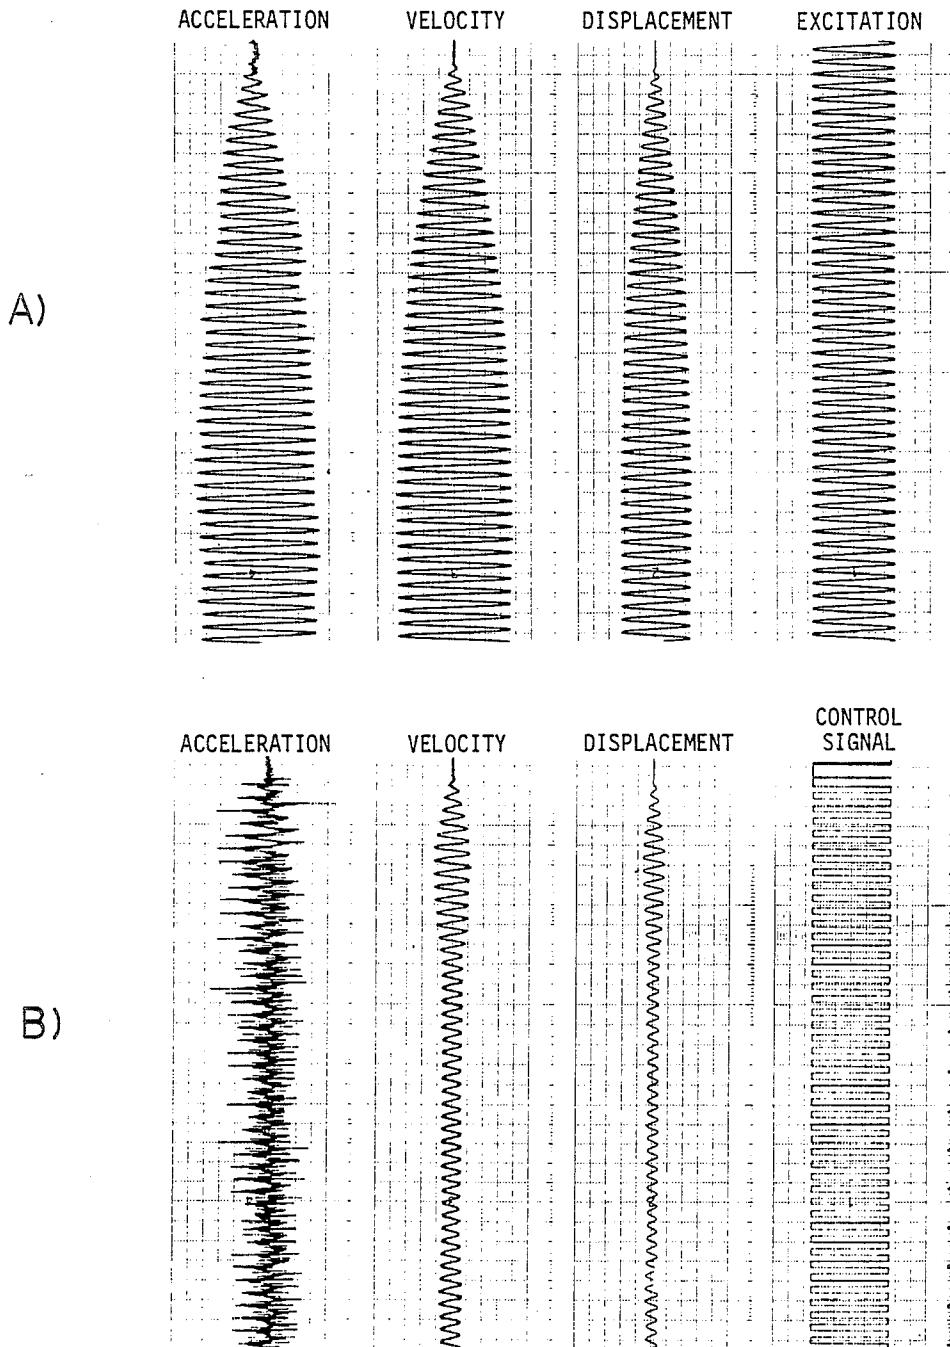 ACCELERATION VELOCITY DISPLACEMENT EXCITATION
A)
CONTROL
ACCELERATION VELOCITY DISPLACEMENT SIGNAL
B)